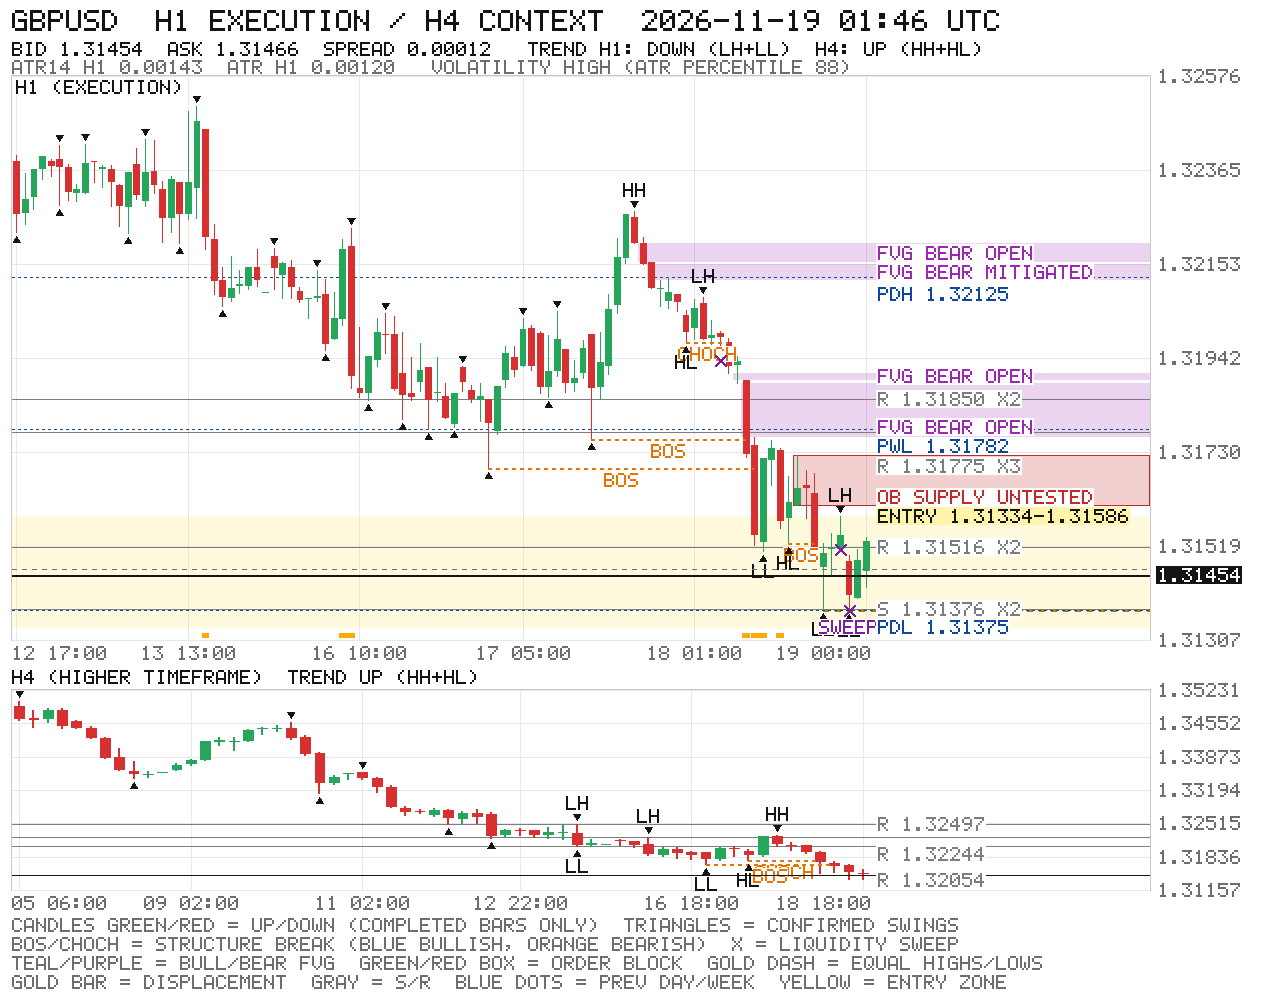 GBPUSD  H1 EXECUTION / H4 CONTEXT  2026-11-19 01:46 UTC
BID 1.31454  ASK 1.31466  SPREAD 0.00012  TREND H1: DOWN (LH+LL)  H4: UP (HH+HL)
ATR14 H1 0.00143  ATR H1 0.00120  VOLATILITY HIGH (ATR PERCENTILE 88)
H1 (EXECUTION)
1.32576
1.32365
HH
FVG BEAR OPEN
1.32153
FVG BEAR MITIGATED
LH
PDH 1.32125
CHOCH
1.31942
HL
FVG BEAR OPEN
R 1.31850 X2
FVG BEAR OPEN
PWL 1.31782
BOS
1.31730
R 1.31775 X3
BOS
LH
OB SUPPLY UNTESTED
ENTRY 1.31334-1.31586
R 1.31516 X2
1.31519
BOS
HL
LL
1.31454
S 1.31376 X2
SWEEP
PDL 1.31375
1.31307
12 17:00  13 13:00  16 10:00  17 05:00  18 01:00  19 00:00
H4 (HIGHER TIMEFRAME)  TREND UP (HH+HL)
1.35231
1.34552
1.33873
1.33194
LH
LH
HH
R 1.32497
1.32515
R 1.32244
1.31836
LL
LL
HL
BOS
R 1.32054
1.31157
05 06:00  09 02:00  11 02:00  12 22:00  16 18:00  18 18:00
CANDLES GREEN/RED = UP/DOWN (COMPLETED BARS ONLY)  TRIANGLES = CONFIRMED SWINGS
BOS/CHOCH = STRUCTURE BREAK (BLUE BULLISH, ORANGE BEARISH)  X = LIQUIDITY SWEEP
TEAL/PURPLE = BULL/BEAR FVG  GREEN/RED BOX = ORDER BLOCK  GOLD DASH = EQUAL HIGHS/LOWS
GOLD BAR = DISPLACEMENT  GRAY = S/R  BLUE DOTS = PREV DAY/WEEK  YELLOW = ENTRY ZONE